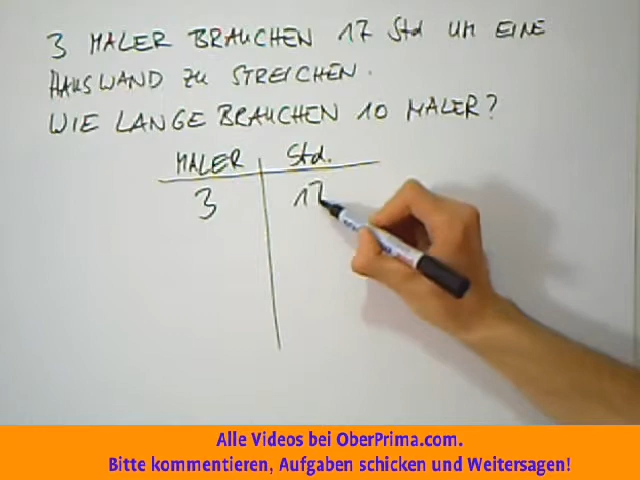 3 MALER BRAUCHEN 17 Std UM EINE
HAUSWAND ZU STREICHEN.
WIE LANGE BRAUCHEN 10 MALER?
MALER Std.
3 17
Alle Videos bei OberPrima.com.
Bitte kommentieren, Aufgaben schicken und Weitersagen!